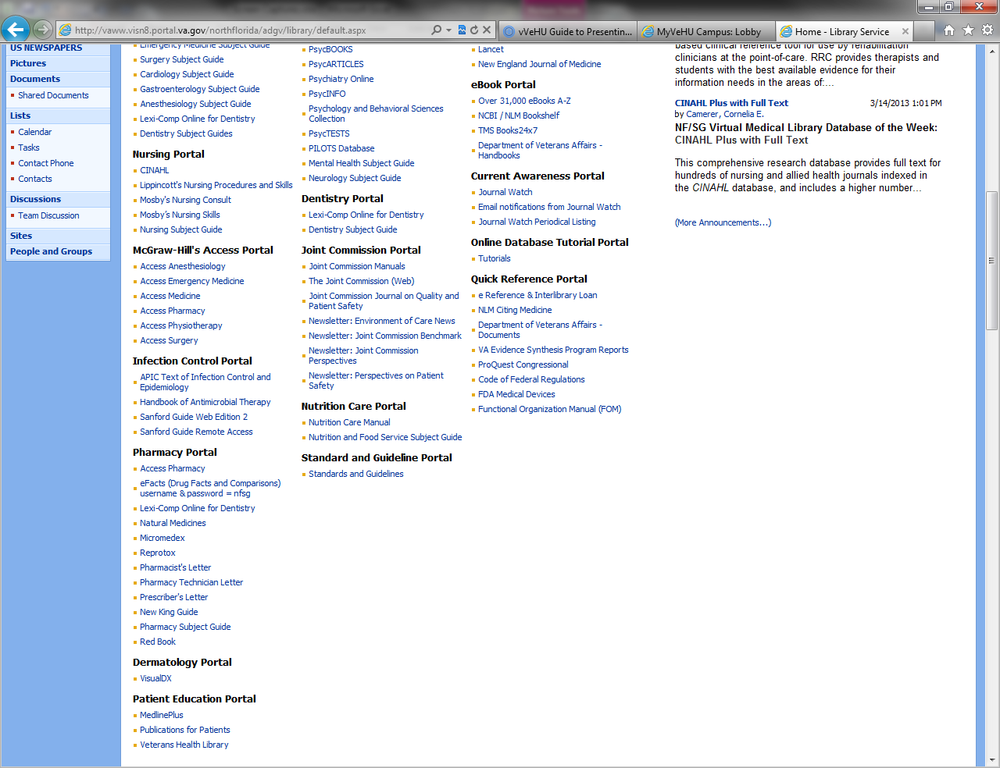 http://vaww.visn8.portal.va.gov/northflorida/adgv/library/default.aspx
vVeHU Guide to Presentin...
MyVeHU Campus: Lobby
Home - Library Service
US NEWSPAPERS
Pictures
Documents
Shared Documents
Lists
Calendar
Tasks
Contact Phone
Contacts
Discussions
Team Discussion
Sites
People and Groups
Emergency Medicine Subject Guide
Surgery Subject Guide
Cardiology Subject Guide
Gastroenterology Subject Guide
Anesthesiology Subject Guide
Lexi-Comp Online for Dentistry
Dentistry Subject Guides
Nursing Portal
CINAHL
Lippincott's Nursing Procedures and Skills
Mosby's Nursing Consult
Mosby's Nursing Skills
Nursing Subject Guide
McGraw-Hill's Access Portal
Access Anesthesiology
Access Emergency Medicine
Access Medicine
Access Pharmacy
Access Physiotherapy
Access Surgery
Infection Control Portal
APIC Text of Infection Control and
Epidemiology
Handbook of Antimicrobial Therapy
Sanford Guide Web Edition 2
Sanford Guide Remote Access
Pharmacy Portal
Access Pharmacy
eFacts (Drug Facts and Comparisons)
username & password = nfsg
Lexi-Comp Online for Dentistry
Natural Medicines
Micromedex
Reprotox
Pharmacist's Letter
Pharmacy Technician Letter
Prescriber's Letter
New King Guide
Pharmacy Subject Guide
Red Book
Dermatology Portal
VisualDX
Patient Education Portal
MedlinePlus
Publications for Patients
Veterans Health Library
PsycBOOKS
PsycARTICLES
Psychiatry Online
PsycINFO
Psychology and Behavioral Sciences
Collection
PsycTESTS
PILOTS Database
Mental Health Subject Guide
Neurology Subject Guide
Dentistry Portal
Lexi-Comp Online for Dentistry
Dentistry Subject Guide
Joint Commission Portal
Joint Commission Manuals
The Joint Commission (Web)
Joint Commission Journal on Quality and
Patient Safety
Newsletter: Environment of Care News
Newsletter: Joint Commission Benchmark
Newsletter: Joint Commission
Perspectives
Newsletter: Perspectives on Patient
Safety
Nutrition Care Portal
Nutrition Care Manual
Nutrition and Food Service Subject Guide
Standard and Guideline Portal
Standards and Guidelines
Lancet
New England Journal of Medicine
eBook Portal
Over 31,000 eBooks A-Z
NCBI / NLM Bookshelf
TMS Books24x7
Department of Veterans Affairs -
Handbooks
Current Awareness Portal
Journal Watch
Email notifications from Journal Watch
Journal Watch Periodical Listing
Online Database Tutorial Portal
Tutorials
Quick Reference Portal
e Reference & Interlibrary Loan
NLM Citing Medicine
Department of Veterans Affairs -
Documents
VA Evidence Synthesis Program Reports
ProQuest Congressional
Code of Federal Regulations
FDA Medical Devices
Functional Organization Manual (FOM)
based clinical reference tool for use by rehabilitation
clinicians at the point-of-care. RRC provides therapists and
students with the best available evidence for their
information needs in the areas of:...
CINAHL Plus with Full Text 3/14/2013 1:01 PM
by Camerer, Cornelia E.
NF/SG Virtual Medical Library Database of the Week:
CINAHL Plus with Full Text
This comprehensive research database provides full text for
hundreds of nursing and allied health journals indexed in
the CINAHL database, and includes a higher number...
(More Announcements...)